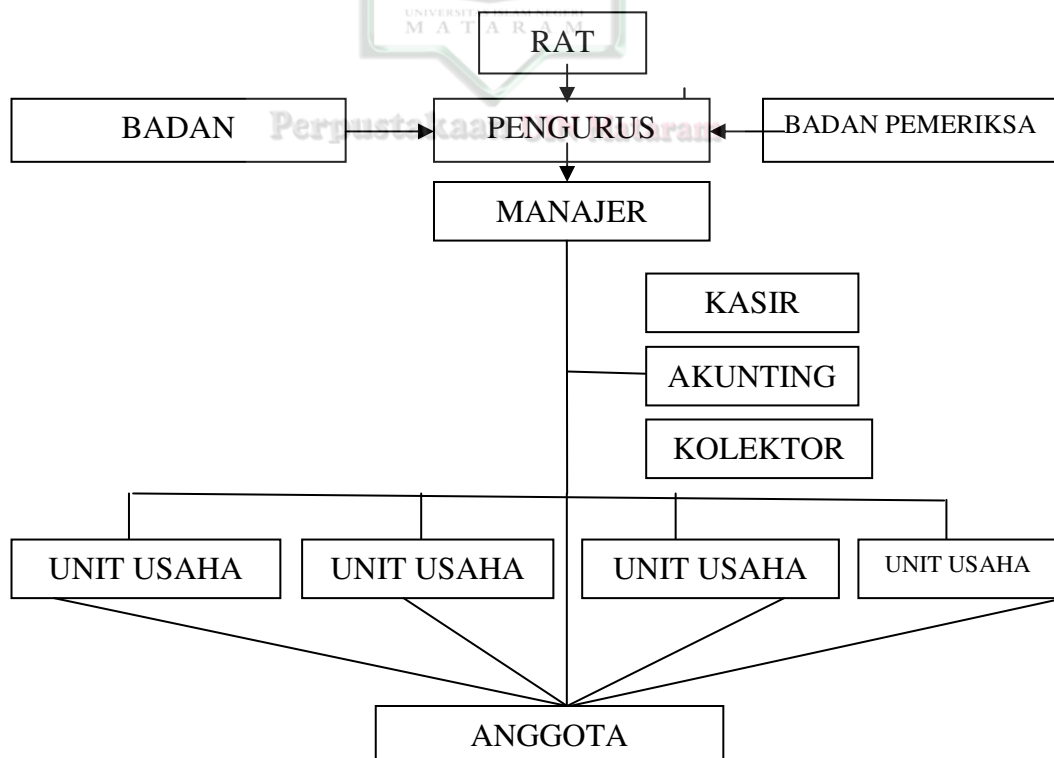 UNIVERSITAS ISLAM NEGERI
MATARAM
RAT
BADAN
PENGURUS
BADAN PEMERIKSA
Perpustakaan UIN Mataram
MANAJER
KASIR
AKUNTING
KOLEKTOR
UNIT USAHA
UNIT USAHA
UNIT USAHA
UNIT USAHA
ANGGOTA